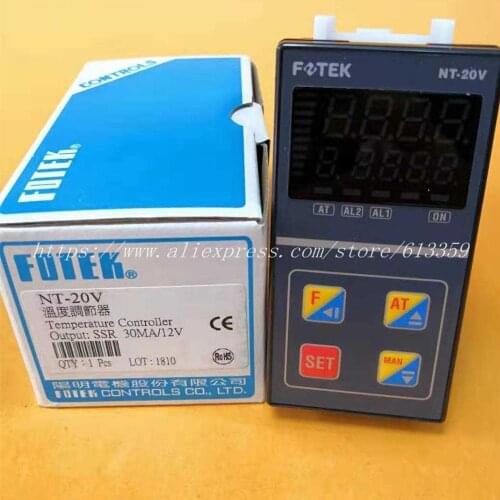 CONTROLS
FOTEK
FOTEK®
NT-20V
溫度調節器
Temperature Controller
Output: SSR 30MA/12V
QTY : 1 Pcs
LOT : 1810
CE
RoHS
陽明電機股份有限公司
FOTEK CONTROLS CO., LTD.
FOTEK
NT-20V
AT AL2 AL1 ON
F
AT
SET
MAN
https://www.aliexpress.com/store/613359